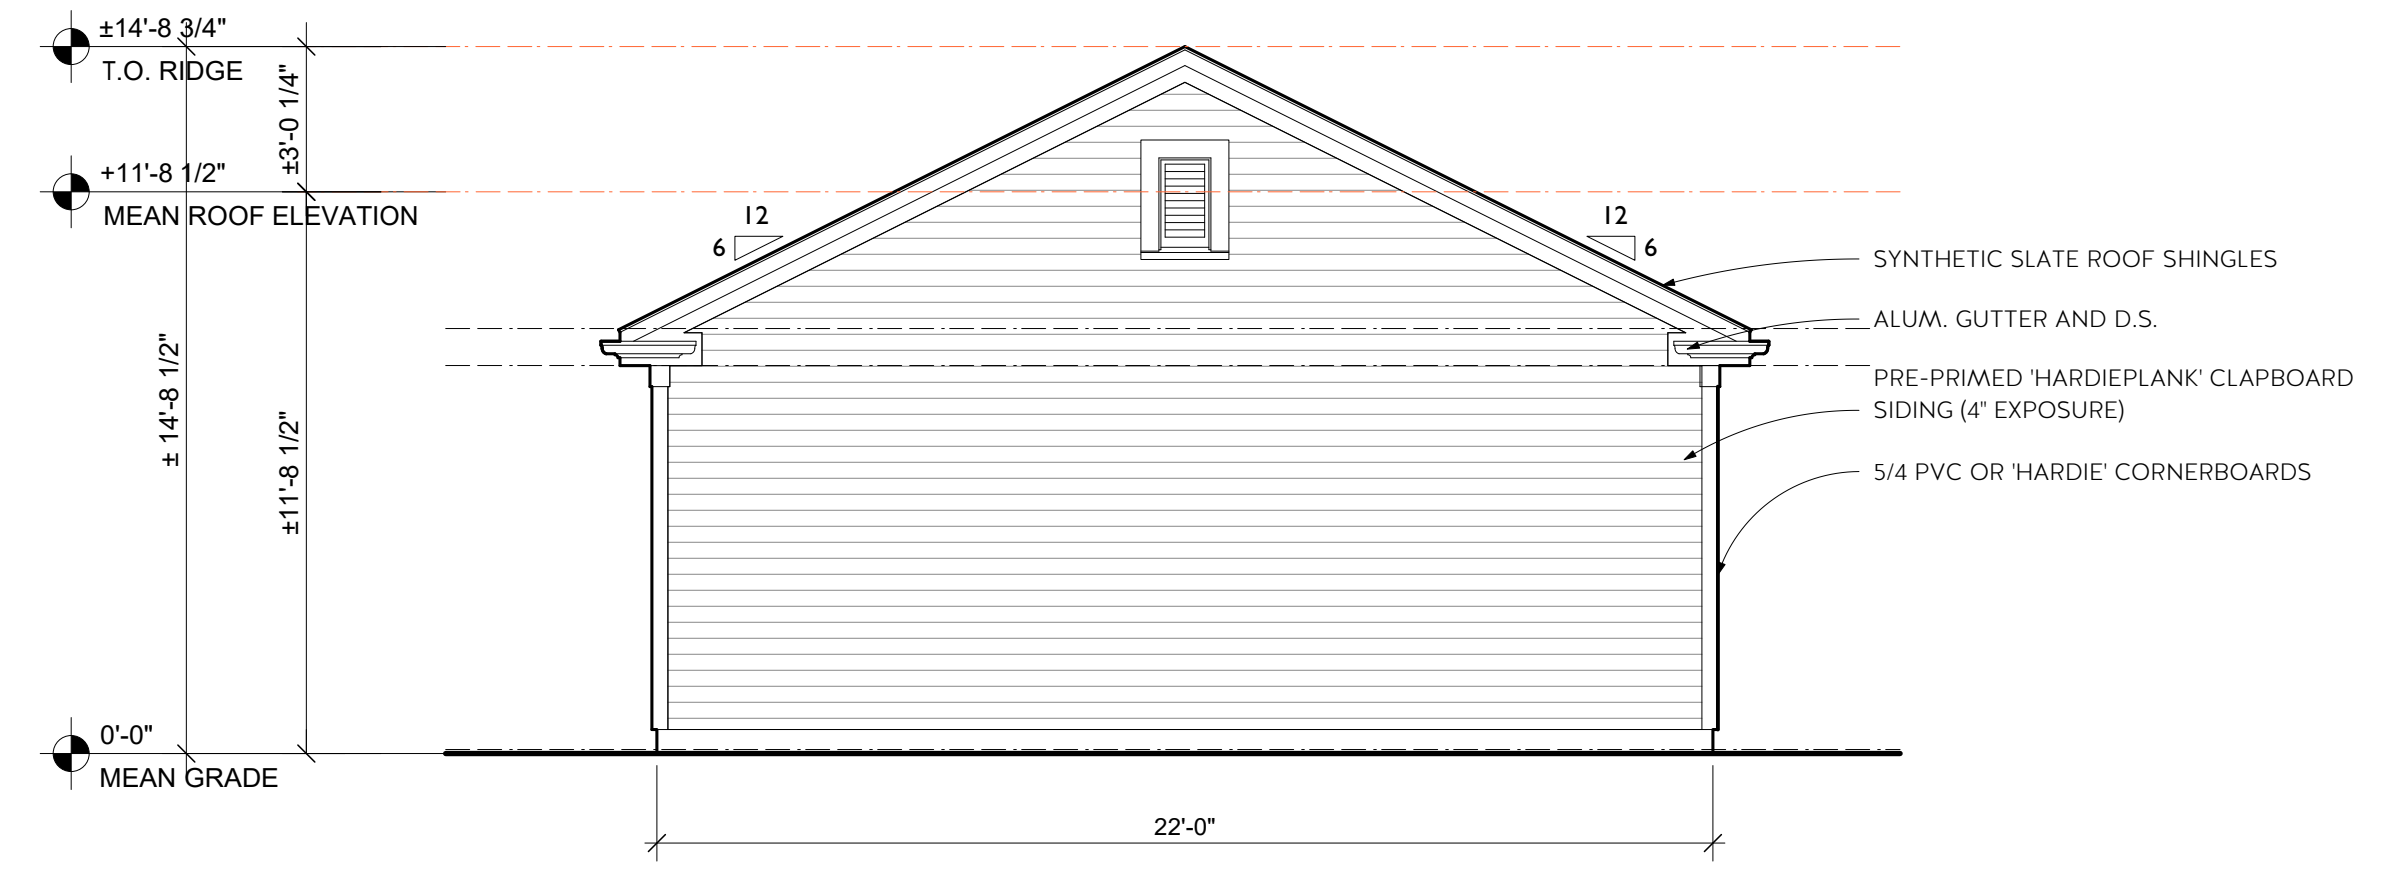 ±14'-8 3/4"
T.O. RIDGE
±3'-0 1/4"
+11'-8 1/2"
MEAN ROOF ELEVATION
12
6
12
6
SYNTHETIC SLATE ROOF SHINGLES
ALUM. GUTTER AND D.S.
PRE-PRIMED 'HARDIEPLANK' CLAPBOARD
SIDING (4" EXPOSURE)
5/4 PVC OR 'HARDIE' CORNERBOARDS
± 14'-8 1/2"
±11'-8 1/2"
0'-0"
MEAN GRADE
22'-0"